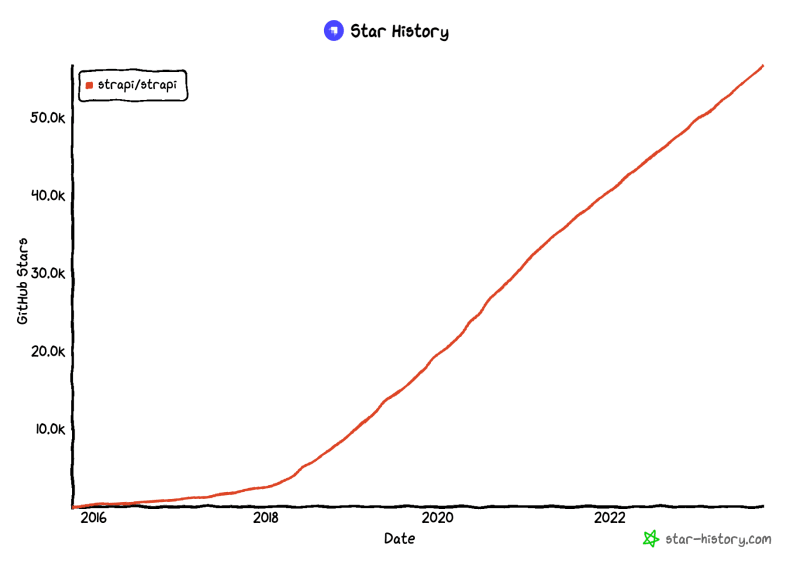 Star History
strapi/strapi
50.0k
40.0k
30.0k
20.0k
10.0k
GitHub Stars
2016
2018
2020
2022
Date
star-history.com